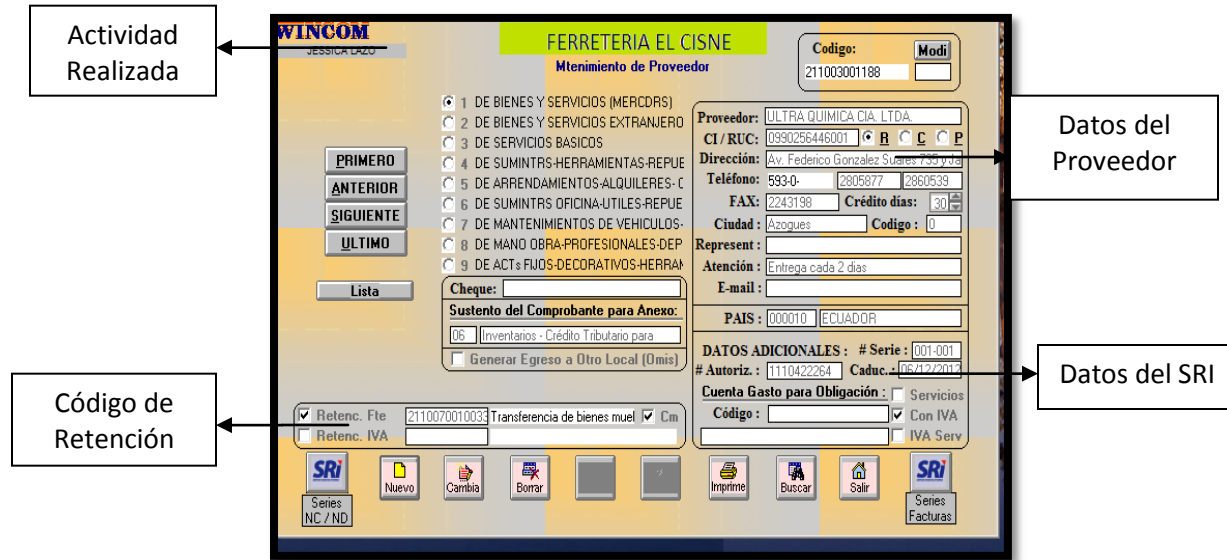 Actividad
Realizada
WINCOM
JESSICA LAZO
FERRETERIA EL CISNE
Mtenimiento de Proveedor
Codigo:
Modi
211003001188
1 DE BIENES Y SERVICIOS (MERCDRS)
2 DE BIENES Y SERVICIOS EXTRANJERO
3 DE SERVICIOS BASICOS
4 DE SUMINTRS-HERRAMIENTAS-REPUE
5 DE ARRENDAMIENTOS-ALQUILERES- C
6 DE SUMINTRS OFICINA-UTILES-REPUE
7 DE MANTENIMIENTOS DE VEHICULOS-
8 DE MANO OBRA-PROFESIONALES-DEP
9 DE ACTs FIJOS-DECORATIVOS-HERRAM
PRIMERO
ANTERIOR
SIGUIENTE
ULTIMO
Lista
Cheque:
Sustento del Comprobante para Anexo:
06 Inventarios - Crédito Tributario para
Generar Egreso a Otro Local (Omis)
Proveedor: ULTRA QUIMICA CIA. LTDA.
CI / RUC: 0990256446001 R C P
Dirección: Av. Federico Gonzalez Suares 735 y Ja
Teléfono: 593-0- 2805877 2860539
FAX: 2243198 Crédito días: 30
Ciudad : Azogues Codigo : 0
Represent :
Atención : Entrega cada 2 dias
E-mail :
PAIS : 000010 ECUADOR
DATOS ADICIONALES : # Serie : 001-001
# Autoriz. : 1110422264 Caduc. : 06/12/2012
Cuenta Gasto para Obligación : Servicios
Código : Con IVA
IVA Serv
Datos del
Proveedor
Datos del SRI
Código de
Retención
Retenc. Fte 2110070010033 Transferencia de bienes muel Cm
Retenc. IVA
SRi
Series
NC / ND
Nuevo
Cambia
Borrar
Imprime
Buscar
Salir
SRi
Series
Facturas